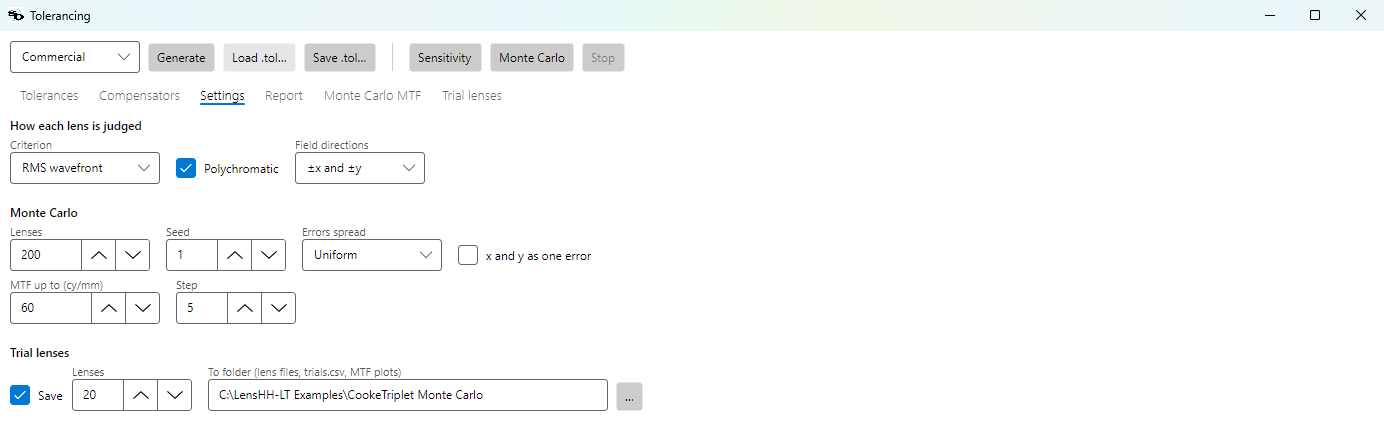 Tolerancing
Commercial Generate Load .tol... Save .tol... Sensitivity Monte Carlo Stop
Tolerances Compensators Settings Report Monte Carlo MTF Trial lenses
How each lens is judged
Criterion Field directions
RMS wavefront Polychromatic ±x and ±y
Monte Carlo
Lenses Seed Errors spread
200 1 Uniform x and y as one error
MTF up to (cy/mm) Step
60 5
Trial lenses
Lenses To folder (lens files, trials.csv, MTF plots)
Save 20 C:\LensHH-LT Examples\CookeTriplet Monte Carlo ...